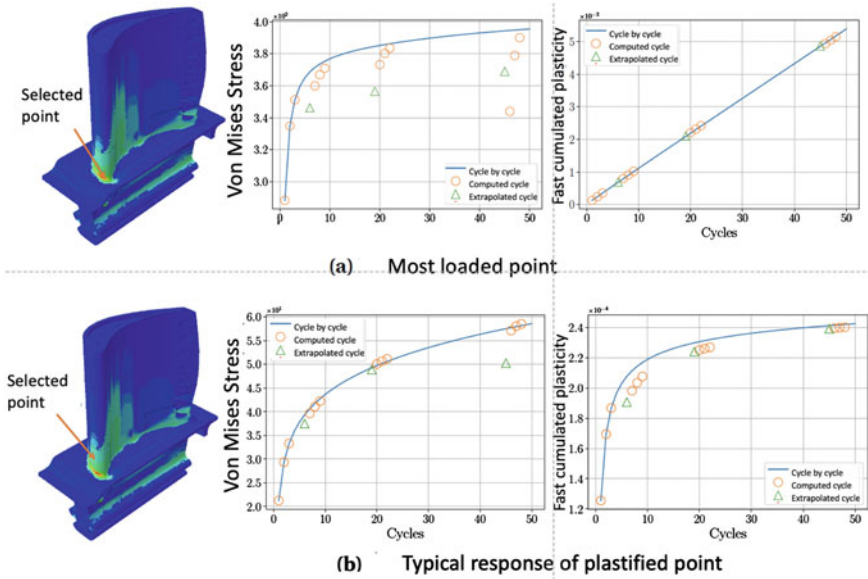 Selected
point
×10²
Von Mises Stress
4.0
3.8
3.6
3.4
3.2
3.0
0
10
20
30
40
50
Cycle by cycle
Computed cycle
Extrapolated cycle
×10⁻³
Fast cumulated plasticity
5
4
3
2
1
0
Cycle by cycle
Computed cycle
Extrapolated cycle
0
10
20
30
40
50
Cycles
(a) Most loaded point
Selected
point
Von Mises Stress
6.0
5.5
5.0
4.5
4.0
3.5
3.0
2.5
2.0
Cycle by cycle
Computed cycle
Extrapolated cycle
0
10
20
30
40
50
Cycles
×10⁻⁴
Fast cumulated plasticity
2.4
2.2
2.0
1.8
1.6
1.4
1.2
Cycle by cycle
Computed cycle
Extrapolated cycle
0
10
20
30
40
50
Cycles
(b) Typical response of plastified point